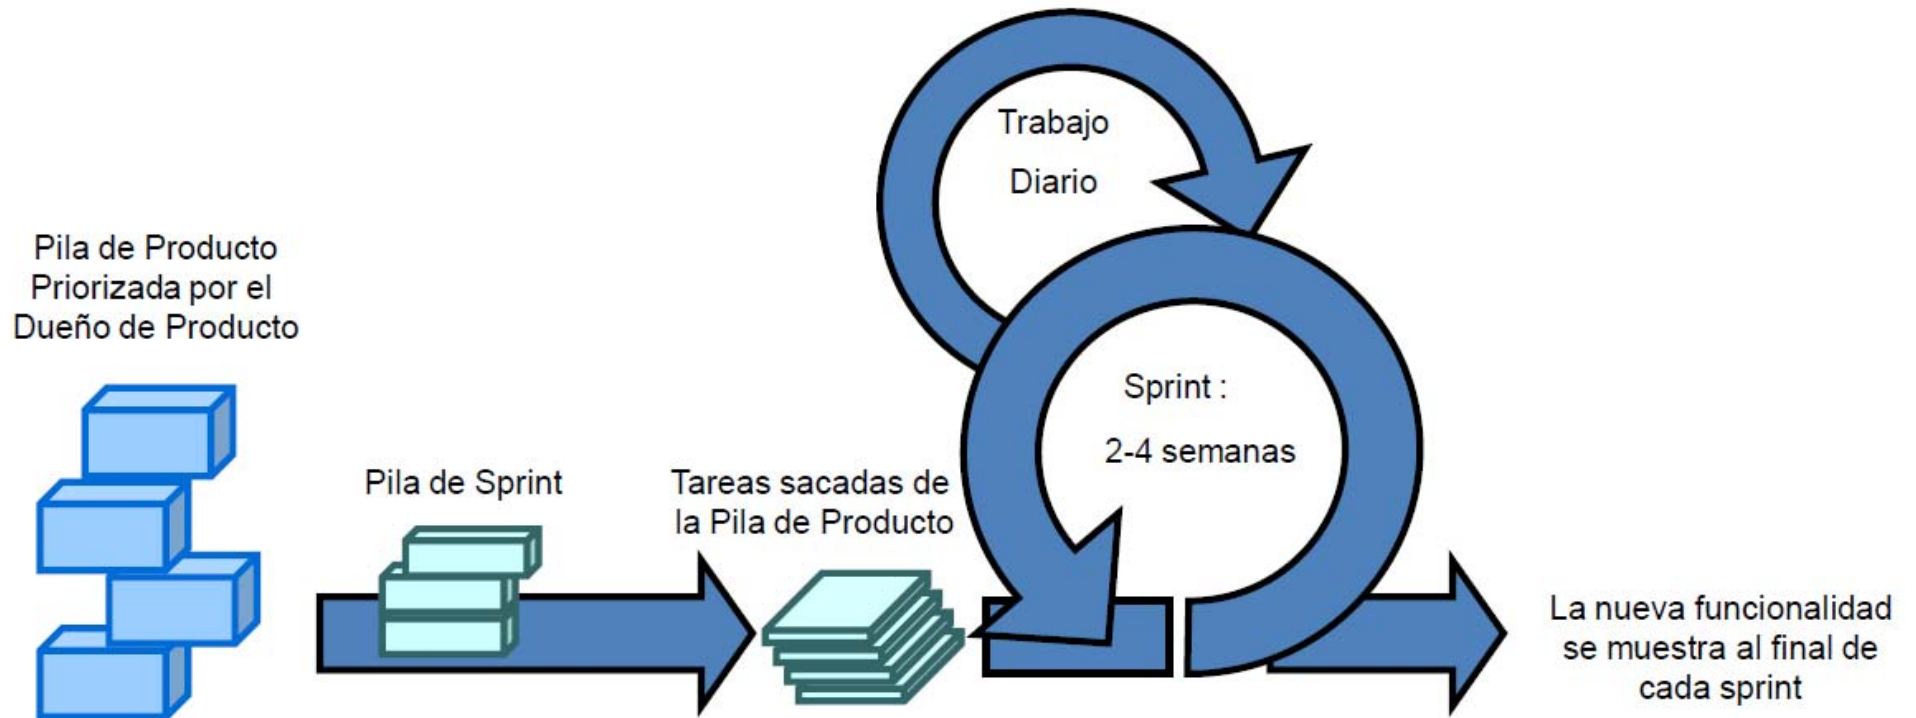 Pila de Producto
Priorizada por el
Dueño de Producto
Pila de Sprint
Tareas sacadas de
la Pila de Producto
Trabajo
Diario
Sprint :
2-4 semanas
La nueva funcionalidad
se muestra al final de
cada sprint